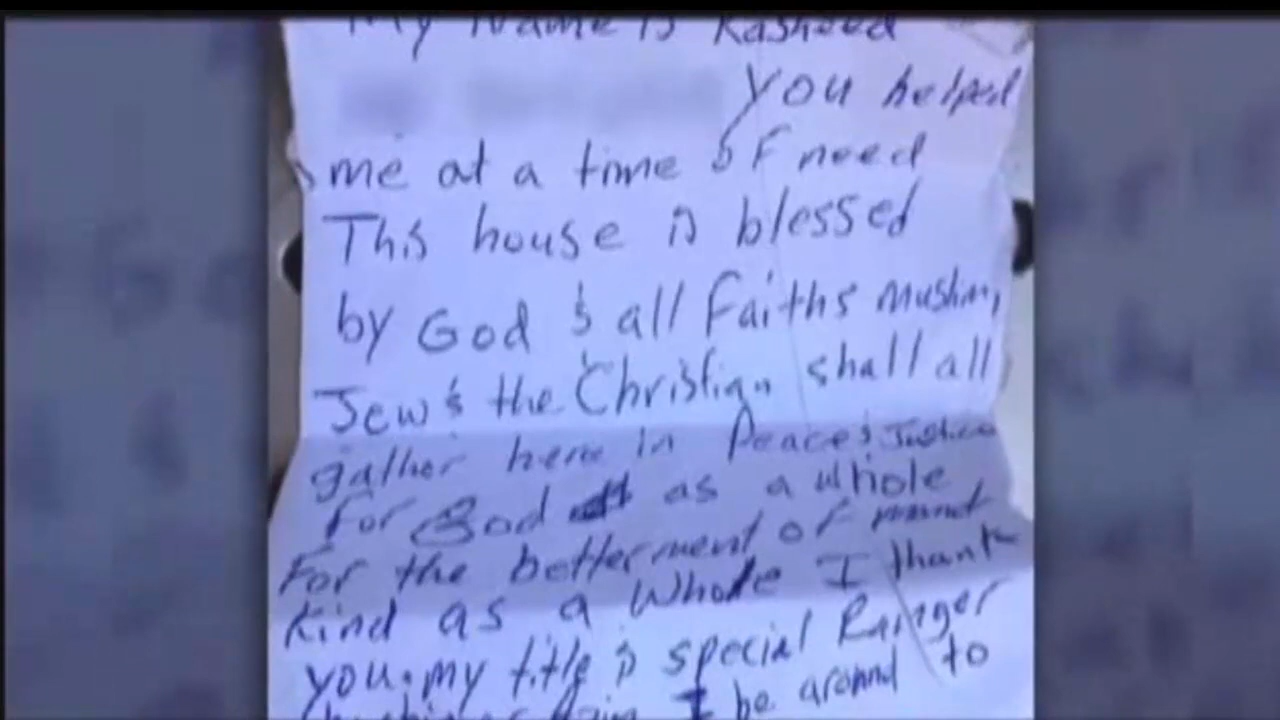 My Name is Rasheed
you helped
me at a time of need
This house is blessed
by God & all Faiths Muslim,
Jew & the Christian shall all
gather here in Peace & Justice
For God as a whole
For the betterment of
kind as a Whole I thank
you. my title is special Rainger
I be around to